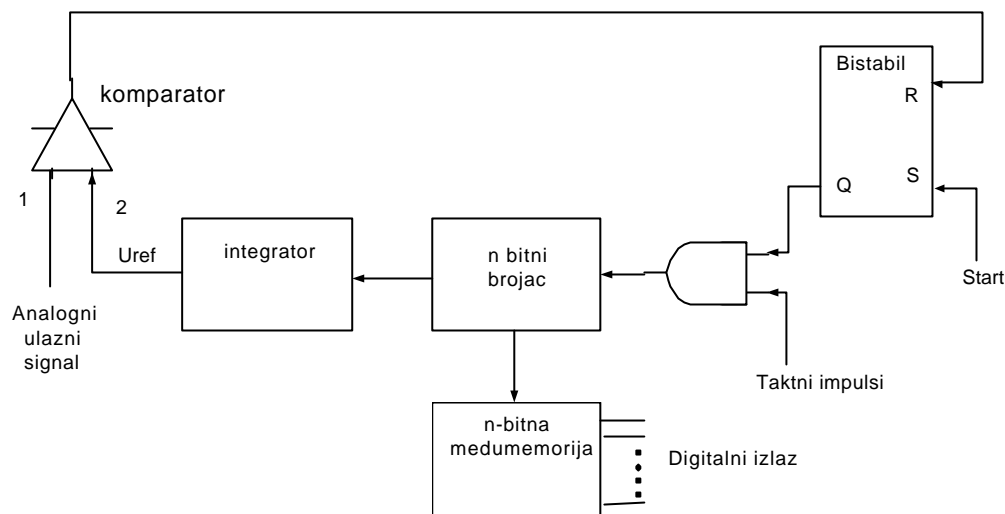 Bistabil
R
komparator
Q
S
1
2
Uref
integrator
n bitni
brojac
Start
Analogni
ulazni
signal
Taktni impulsi
n-bitna
medumemorija
Digitalni izlaz